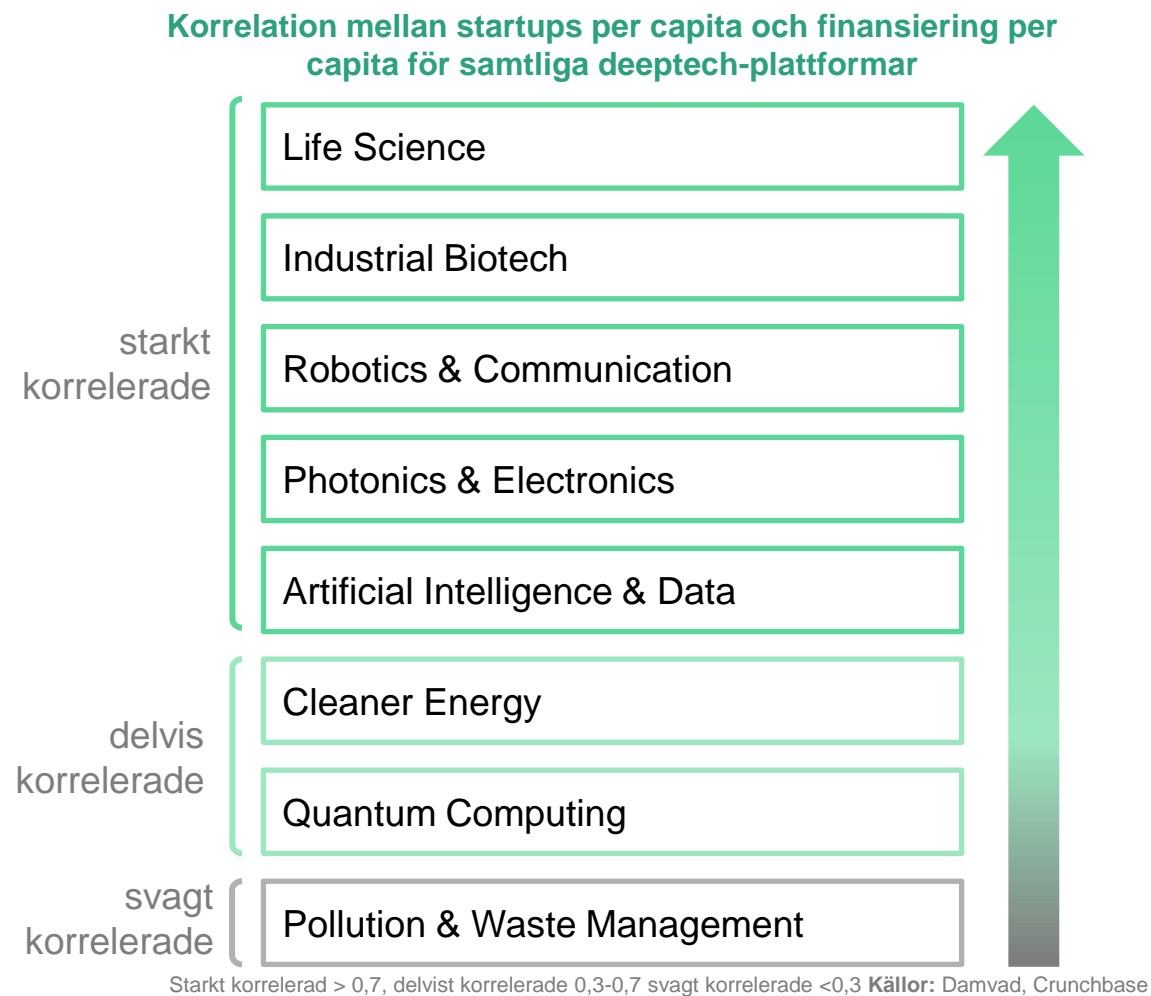 Korrelation mellan startups per capita och finansiering per
capita för samtliga deeptech-plattformar
Life Science
Industrial Biotech
starkt
korrelerade
Robotics & Communication
Photonics & Electronics
Artificial Intelligence & Data
Cleaner Energy
delvis
korrelerade
Quantum Computing
svagt
korrelerade
Pollution & Waste Management
Starkt korrelerad > 0,7, delvist korrelerade 0,3-0,7 svagt korrelerade <0,3 Källor: Damvad, Crunchbase